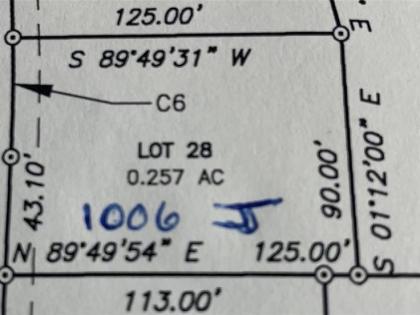 125.00'
S 89°49'31" W
C6
LOT 28
0.257 AC
43.10'
90.00'
S 01°12'00" E
1006 J
N 89°49'54" E 125.00'
113.00'